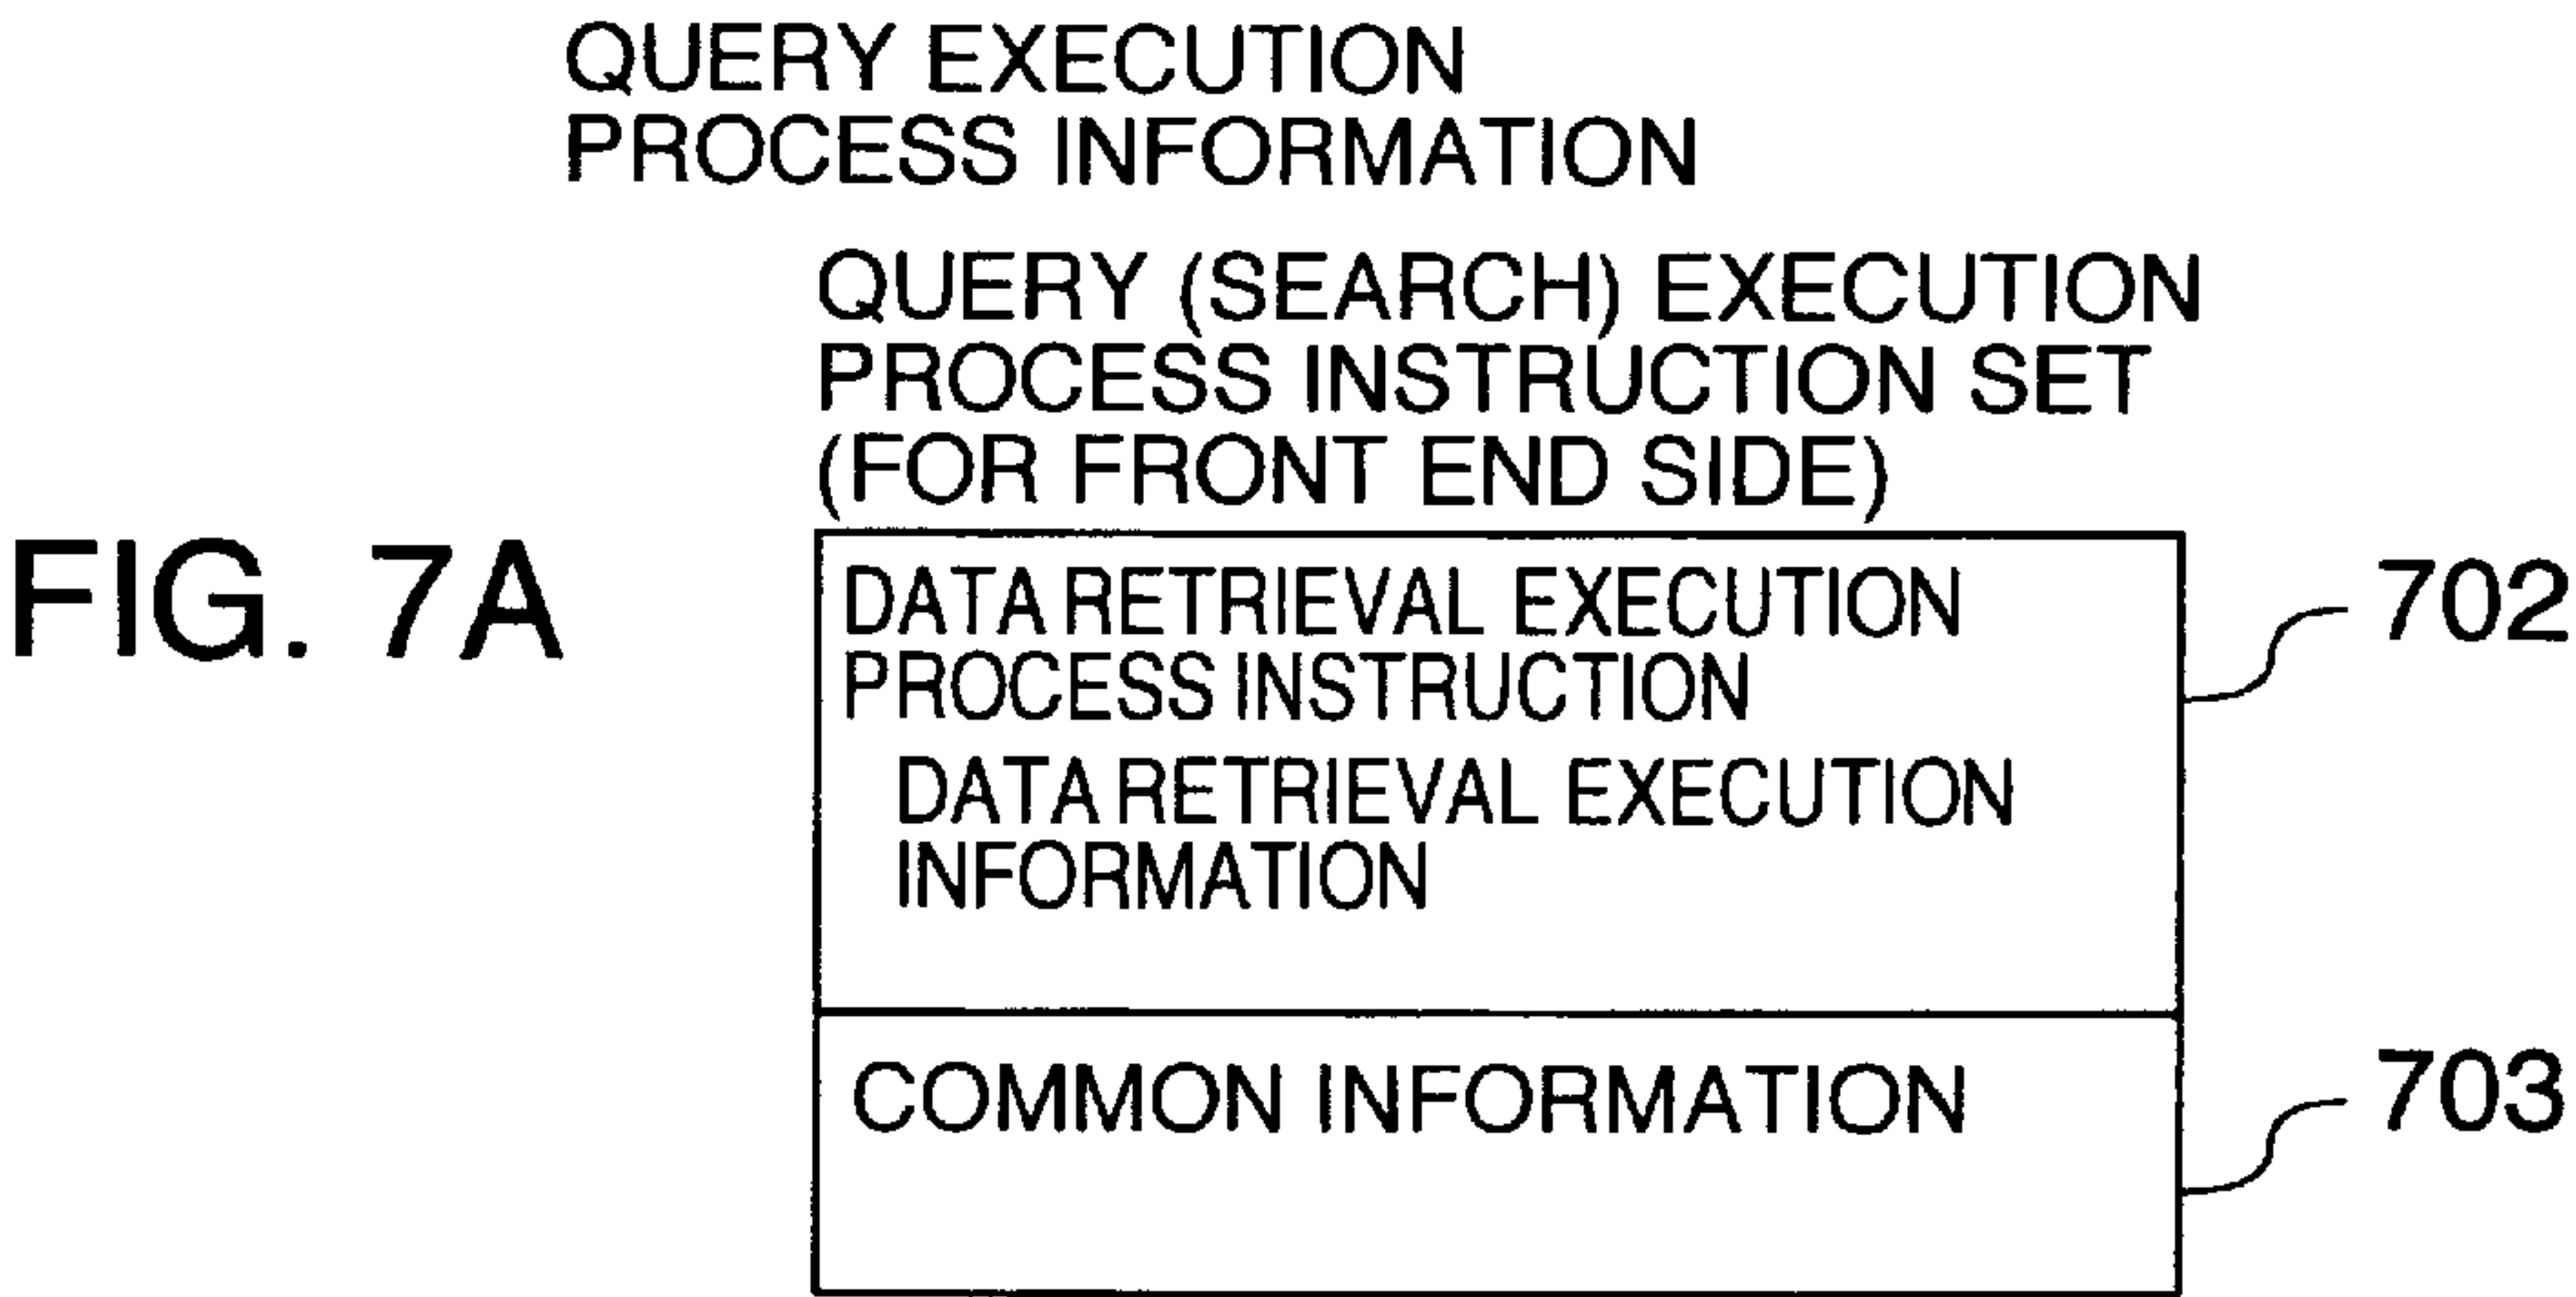 QUERY EXECUTION
PROCESS INFORMATION
QUERY (SEARCH) EXECUTION
PROCESS INSTRUCTION SET
(FOR FRONT END SIDE)
FIG. 7A
DATA RETRIEVAL EXECUTION
PROCESS INSTRUCTION
DATA RETRIEVAL EXECUTION
INFORMATION
702
COMMON INFORMATION
703